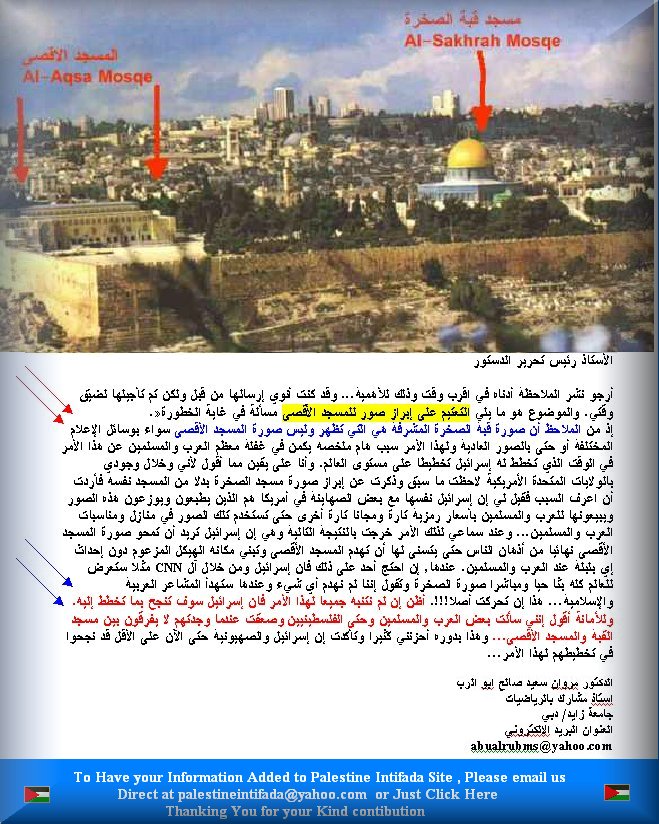 مسجد قبة الصخرة
Al-Sakhrah Mosqe
المسجد الاقصى
Al-Aqsa Mosqe
الأستاذ رئيس تحرير الدستور
أرجو نشر الملاحظة أدناه في اقرب وقت وذلك للأهمية... وقد كنت أنوي إرسالها من قبل ولكن تم تأجيلها لضيق
وقتي. والموضوع هو ما يلي التعتيم على إبراز صور للمسجد الأقصى مسألة في غاية الخطورة«.
إذ من الملاحظ أن صورة قبة الصخرة المشرفة هي التي تظهر وليس صورة المسجد الأقصى سواء بوسائل الإعلام
المختلفة أو حتى بالصور العادية ولهذا الأمر سبب هام ملخصه يكمن في غفلة معظم العرب والمسلمين عن هذا الأمر
في الوقت الذي تخطط له إسرائيل تخطيطا على مستوى العالم. وأنا على يقين مما أقول لأني وخلال وجودي
بالولايات المتحدة الأمريكية لاحظت ما سبق وذكرت عن إبراز صورة مسجد الصخرة بدلا من المسجد نفسه فأردت
أن اعرف السبب فقيل لي إن إسرائيل نفسها مع بعض الصهاينة في أمريكا هم الذين يطبعون ويوزعون هذه الصور
ويبيعونها للعرب والمسلمين بأسعار رمزية تارة ومجانا تارة أخرى حتى تستخدم تلك الصور في منازل ومناسبات
العرب والمسلمين... وعند سماعي لذلك الأمر خرجت بالنتيجة التالية وهي إن إسرائيل تريد أن تمحو صورة المسجد
الأقصى نهائيا من أذهان الناس حتى يتسنى لها أن تهدم المسجد الأقصى وتبني مكانه الهيكل المزعوم دون إحداث
إي بلبلة عند العرب والمسلمين. عندها, إن احتج أحد على ذلك فان إسرائيل ومن خلال أل CNN مثلا ستعرض
للعالم كله بثا حيا ومباشرا صورة الصخرة وتقول إننا لم نهدم أي شيء وعندها ستهدأ المشاعر العربية
والإسلامية... هذا إن تحركت أصلا!!!. أظن إن لم نتنبه جميعا لهذا الأمر فان إسرائيل سوف تنجح بما تخطط إليه.
وللأمانة أقول إنني سألت بعض العرب والمسلمين وحتى الفلسطينيين وصعقت عندما وجدتهم لا يفرقون بين مسجد
القبة والمسجد الأقصى... وهذا بدوره أحزنني كثيرا وتأكدت إن إسرائيل والصهيونية حتى الآن على الأقل قد نجحوا
في تخطيطهم لهذا الأمر...
الدكتور مروان سعيد صالح ابو الرب
أستاذ مشارك بالرياضيات
جامعة زايد/ دبي
العنوان البريد الإلكتروني
abualrubms@yahoo.com
To Have your Information Added to Palestine Intifada Site , Please email us
Direct at palestineintifada@yahoo.com or Just Click Here
Thanking You for your Kind contibution